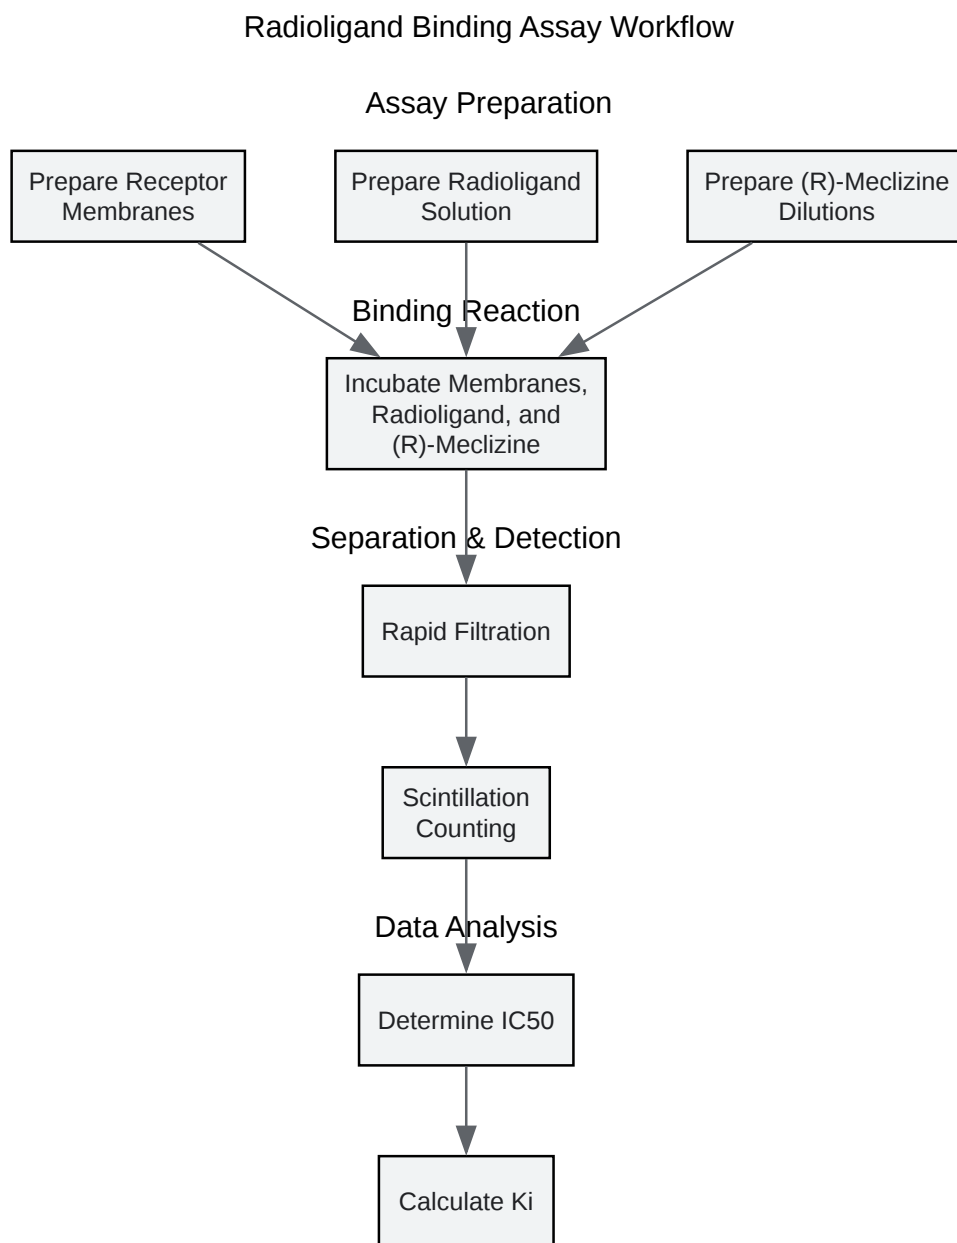 Radioligand Binding Assay Workflow
Assay Preparation
Prepare Receptor
Membranes
Prepare Radioligand
Solution
Prepare (R)-Meclizine
Dilutions
Binding Reaction
Incubate Membranes,
Radioligand, and
(R)-Meclizine
Separation & Detection
Rapid Filtration
Scintillation
Counting
Data Analysis
Determine IC50
Calculate Ki